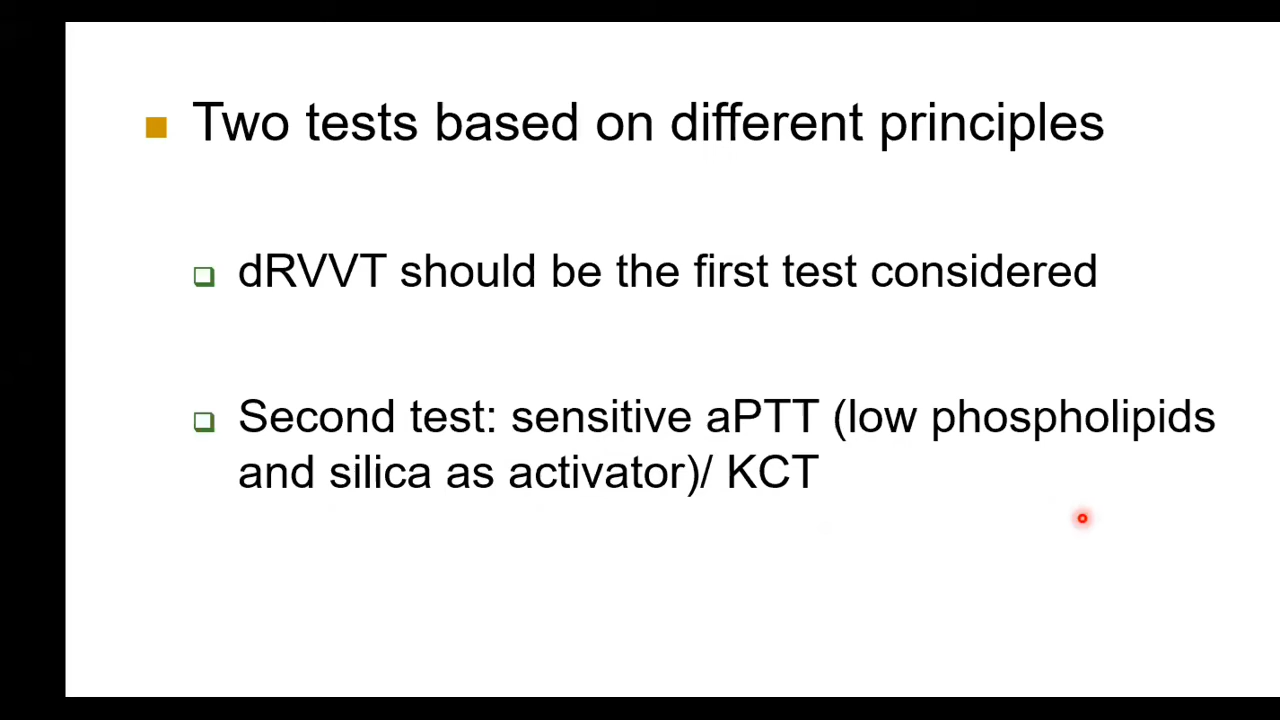 Two tests based on different principles
dRVVT should be the first test considered
Second test: sensitive aPTT (low phospholipids
and silica as activator)/ KCT